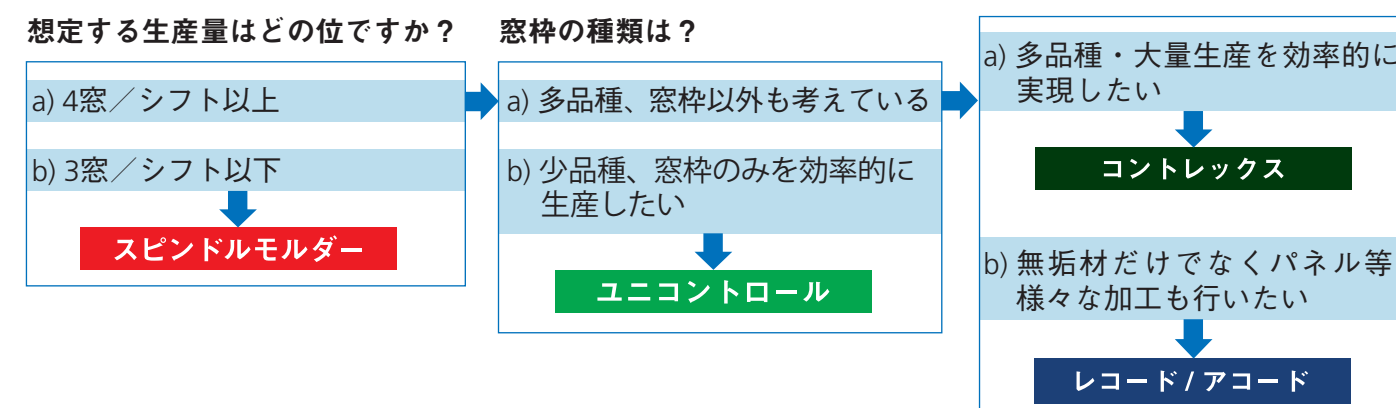 想定する生産量はどの位ですか？
a) 4窓／シフト以上
b) 3窓／シフト以下
スピンドルモルダー
窓枠の種類は？
a) 多品種、窓枠以外も考えている
b) 少品種、窓枠のみを効率的に
生産したい
ユニコントロール
a) 多品種・大量生産を効率的に
実現したい
コントレックス
b) 無垢材だけでなくパネル等
様々な加工も行いたい
レコード / アコード